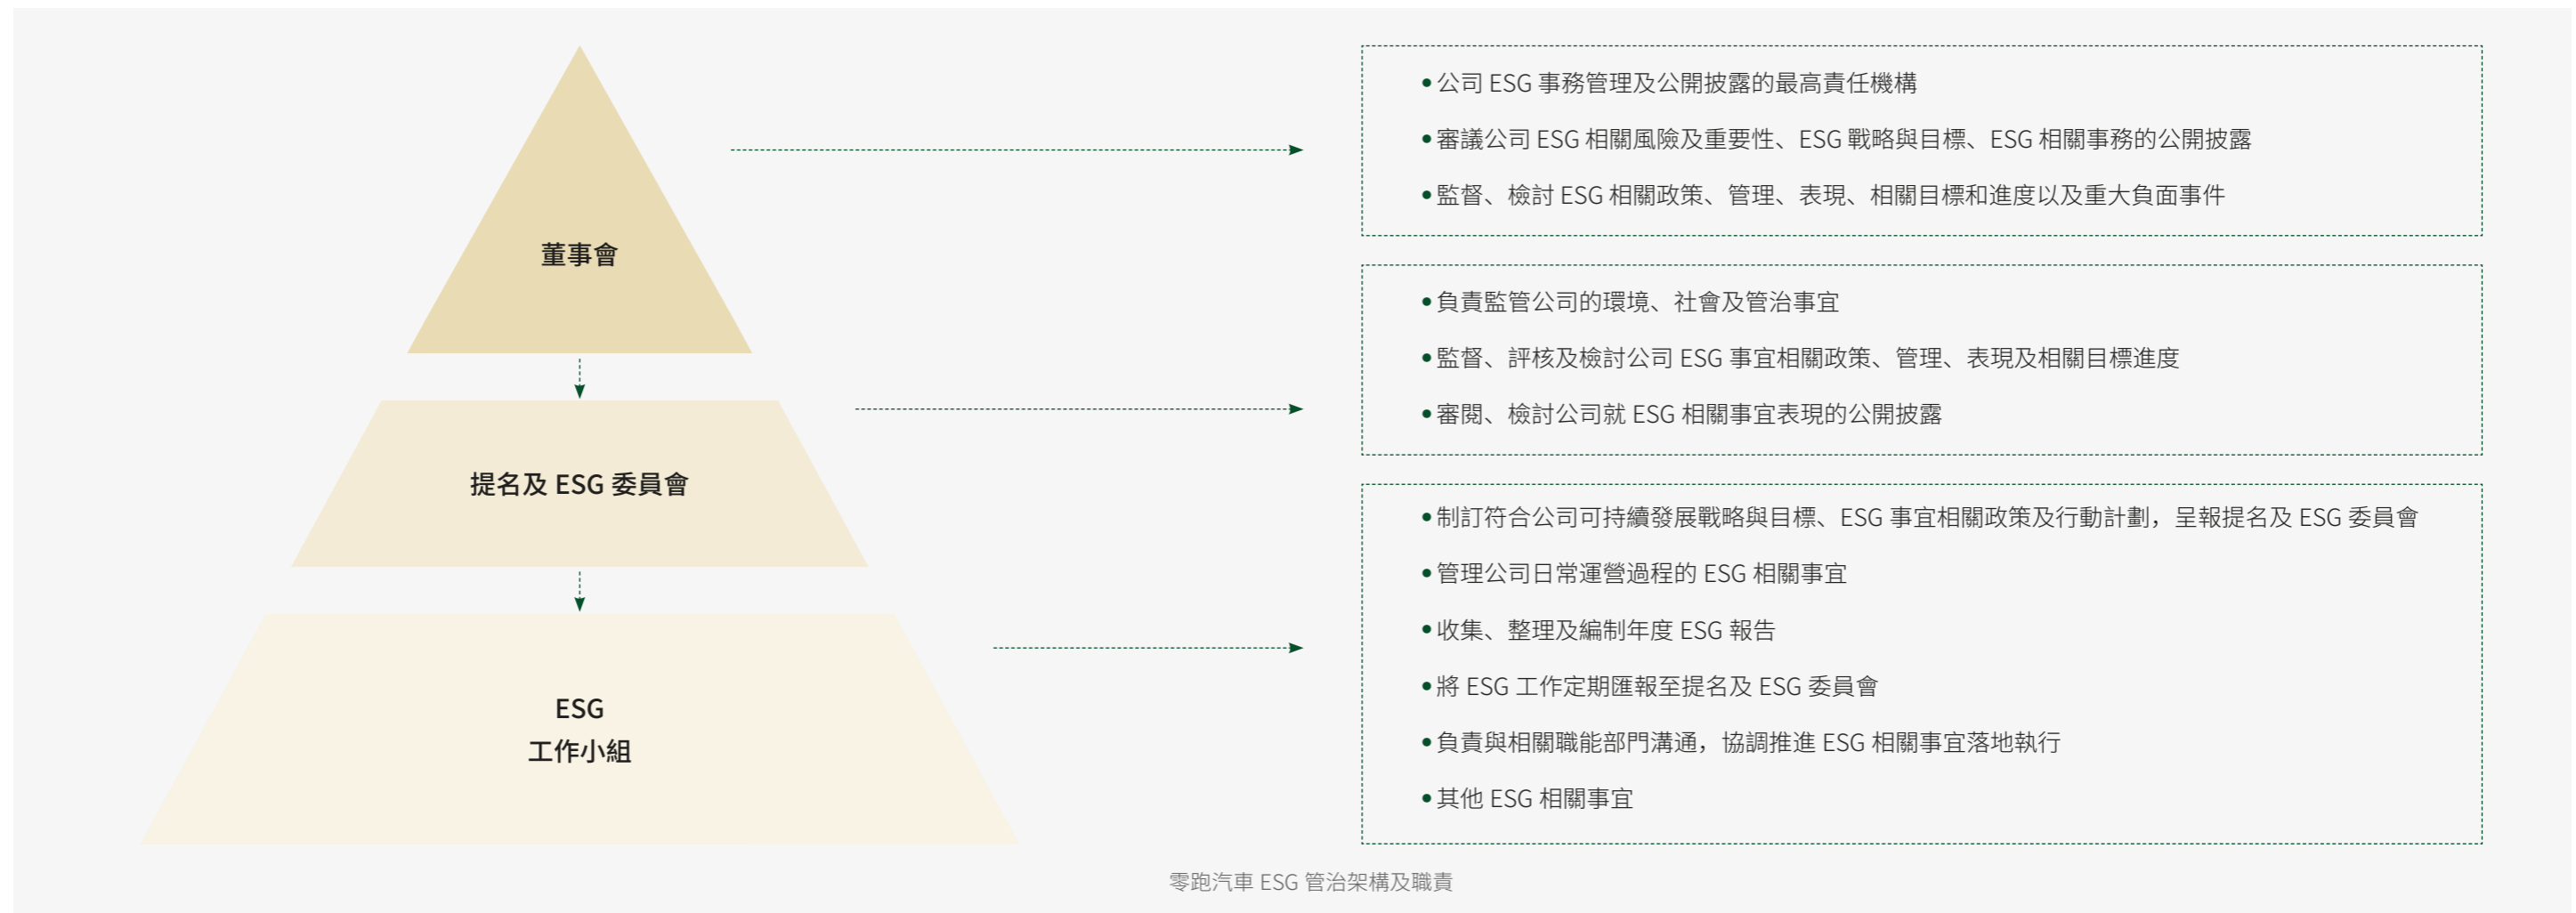 董事會
• 公司 ESG 事務管理及公開披露的最高責任機構
• 審議公司 ESG 相關風險及重要性、ESG 戰略與目標、ESG 相關事務的公開披露
• 監督、檢討 ESG 相關政策、管理、表現、相關目標和進度以及重大負面事件
提名及 ESG 委員會
• 負責監管公司的環境、社會及管治事宜
• 監督、評核及檢討公司 ESG 事宜相關政策、管理、表現及相關目標進度
• 審閱、檢討公司就 ESG 相關事宜表現的公開披露
ESG
工作小組
• 制訂符合公司可持續發展戰略與目標、ESG 事宜相關政策及行動計劃，呈報提名及 ESG 委員會
• 管理公司日常運營過程的 ESG 相關事宜
• 收集、整理及編制年度 ESG 報告
• 將 ESG 工作定期匯報至提名及 ESG 委員會
• 負責與相關職能部門溝通，協調推進 ESG 相關事宜落地執行
• 其他 ESG 相關事宜
零跑汽車 ESG 管治架構及職責